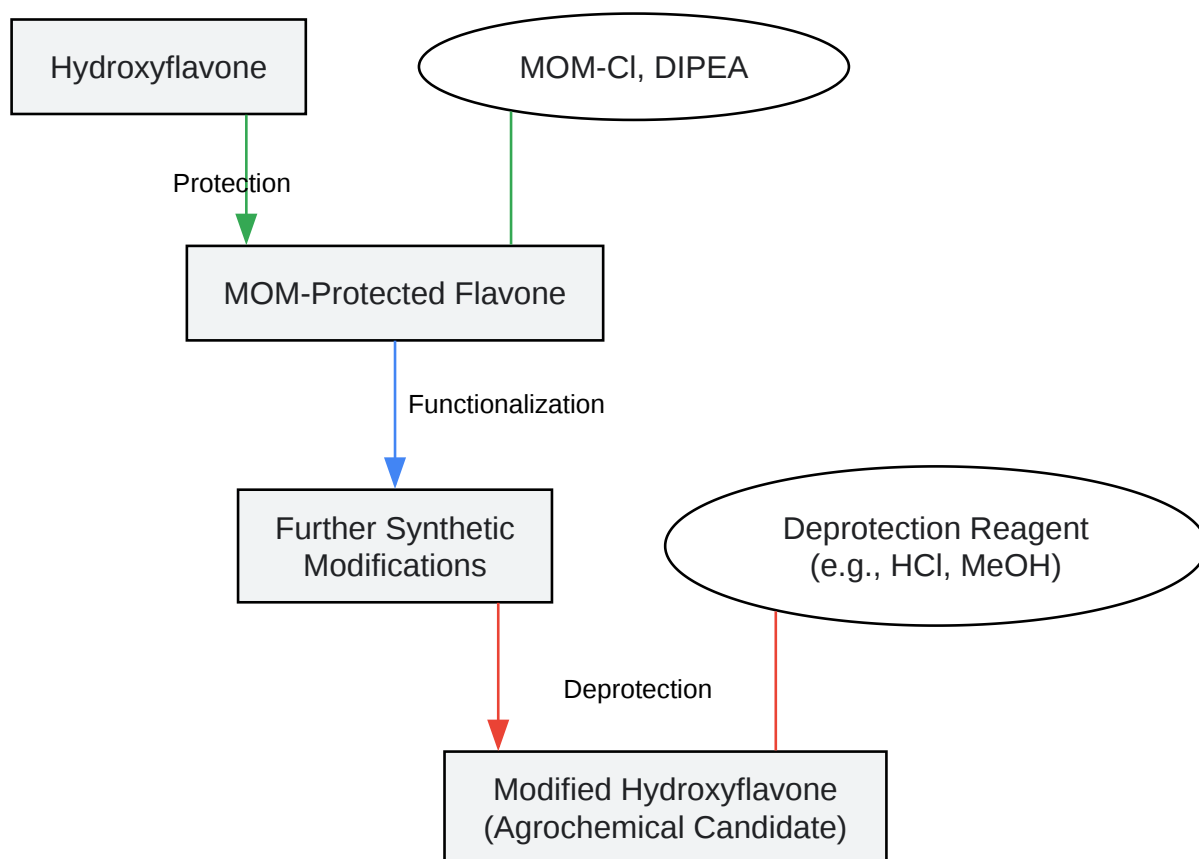 Hydroxyflavone
MOM-Cl, DIPEA
Protection
MOM-Protected Flavone
Functionalization
Further Synthetic
Modifications
Deprotection Reagent
(e.g., HCl, MeOH)
Deprotection
Modified Hydroxyflavone
(Agrochemical Candidate)